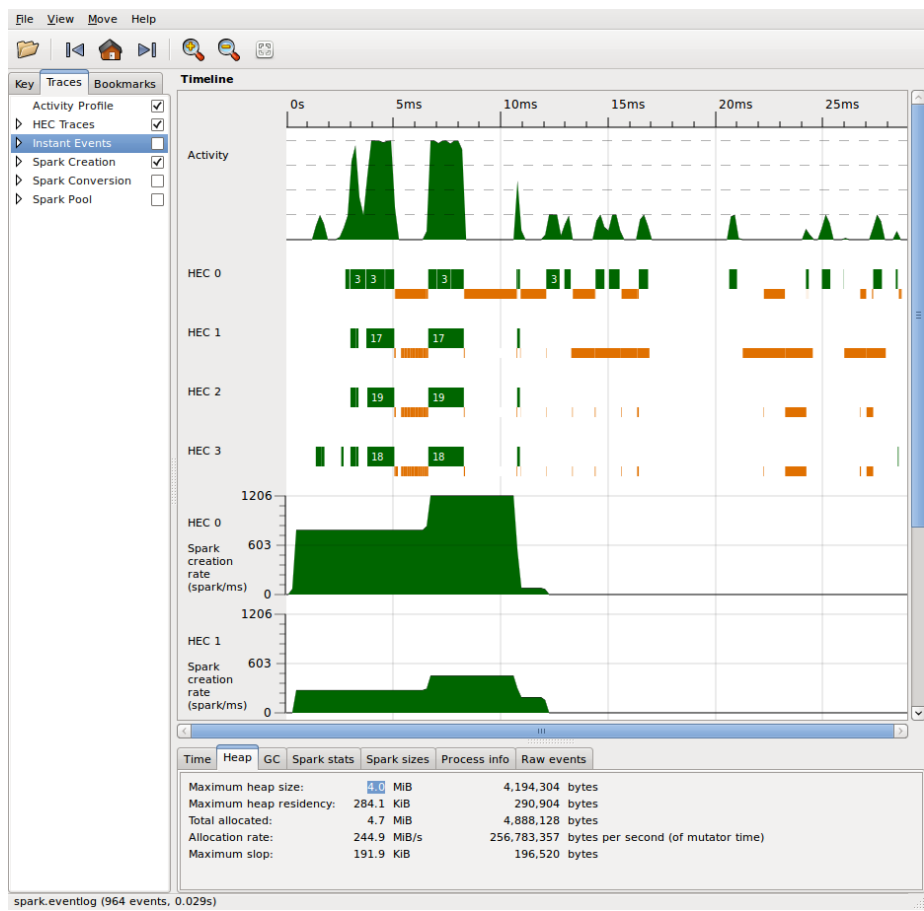 File View Move Help
Key Traces Bookmarks
Activity Profile
HEC Traces
Instant Events
Spark Creation
Spark Conversion
Spark Pool
Timeline
0s 5ms 10ms 15ms 20ms 25ms
Activity
HEC 0
3 3 3 3
HEC 1
17 17
HEC 2
19 19
HEC 3
18 18
1206
HEC 0
603
Spark
creation
rate
(spark/ms)
0
1206
HEC 1
603
Spark
creation
rate
(spark/ms)
0
Time Heap GC Spark stats Spark sizes Process info Raw events
Maximum heap size: 4.0 MiB 4,194,304 bytes
Maximum heap residency: 284.1 KiB 290,904 bytes
Total allocated: 4.7 MiB 4,888,128 bytes
Allocation rate: 244.9 MiB/s 256,783,357 bytes per second (of mutator time)
Maximum slop: 191.9 KiB 196,520 bytes
spark.eventlog (964 events, 0.029s)